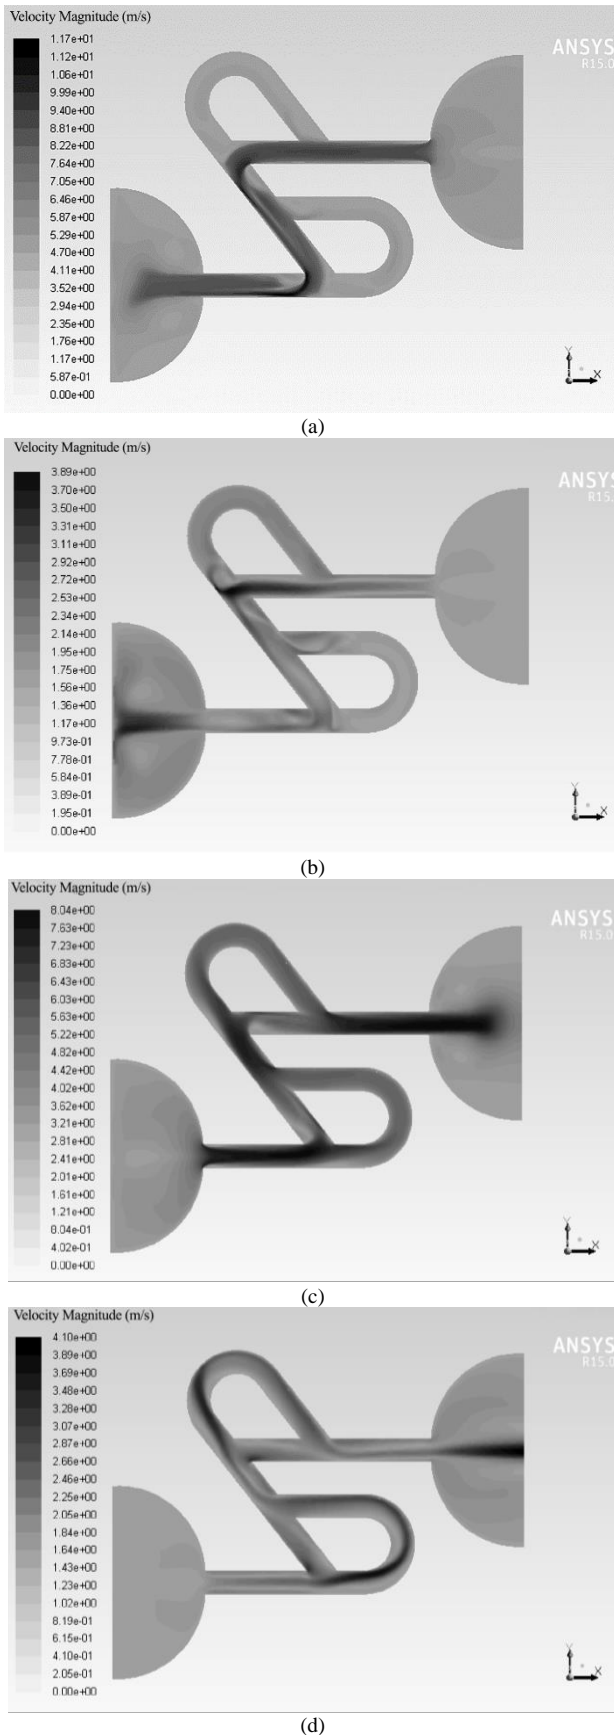 Velocity Magnitude (m/s)
1.17e+01
1.12e+01
1.06e+01
9.99e+00
9.40e+00
8.81e+00
8.22e+00
7.64e+00
7.05e+00
6.46e+00
5.87e+00
5.29e+00
4.70e+00
4.11e+00
3.52e+00
2.94e+00
2.35e+00
1.76e+00
1.17e+00
5.87e-01
0.00e+00
ANSYS
R15.0
Y
X
(a)
Velocity Magnitude (m/s)
3.89e+00
3.70e+00
3.50e+00
3.31e+00
3.11e+00
2.92e+00
2.72e+00
2.53e+00
2.34e+00
2.14e+00
1.95e+00
1.75e+00
1.56e+00
1.36e+00
1.17e+00
9.73e-01
7.78e-01
5.84e-01
3.89e-01
1.95e-01
0.00e+00
ANSYS
R15.
Y
X
(b)
Velocity Magnitude (m/s)
8.04e+00
7.63e+00
7.23e+00
6.83e+00
6.43e+00
6.03e+00
5.63e+00
5.22e+00
4.82e+00
4.42e+00
4.02e+00
3.62e+00
3.21e+00
2.81e+00
2.41e+00
2.01e+00
1.61e+00
1.21e+00
8.04e-01
4.02e-01
0.00e+00
ANSYS
R15.0
Y
X
(c)
Velocity Magnitude (m/s)
4.10e+00
3.89e+00
3.69e+00
3.48e+00
3.28e+00
3.07e+00
2.87e+00
2.66e+00
2.46e+00
2.25e+00
2.05e+00
1.84e+00
1.64e+00
1.43e+00
1.23e+00
1.02e+00
8.19e-01
6.15e-01
4.10e-01
2.05e-01
0.00e+00
ANSYS
R15.0
Y
X
(d)